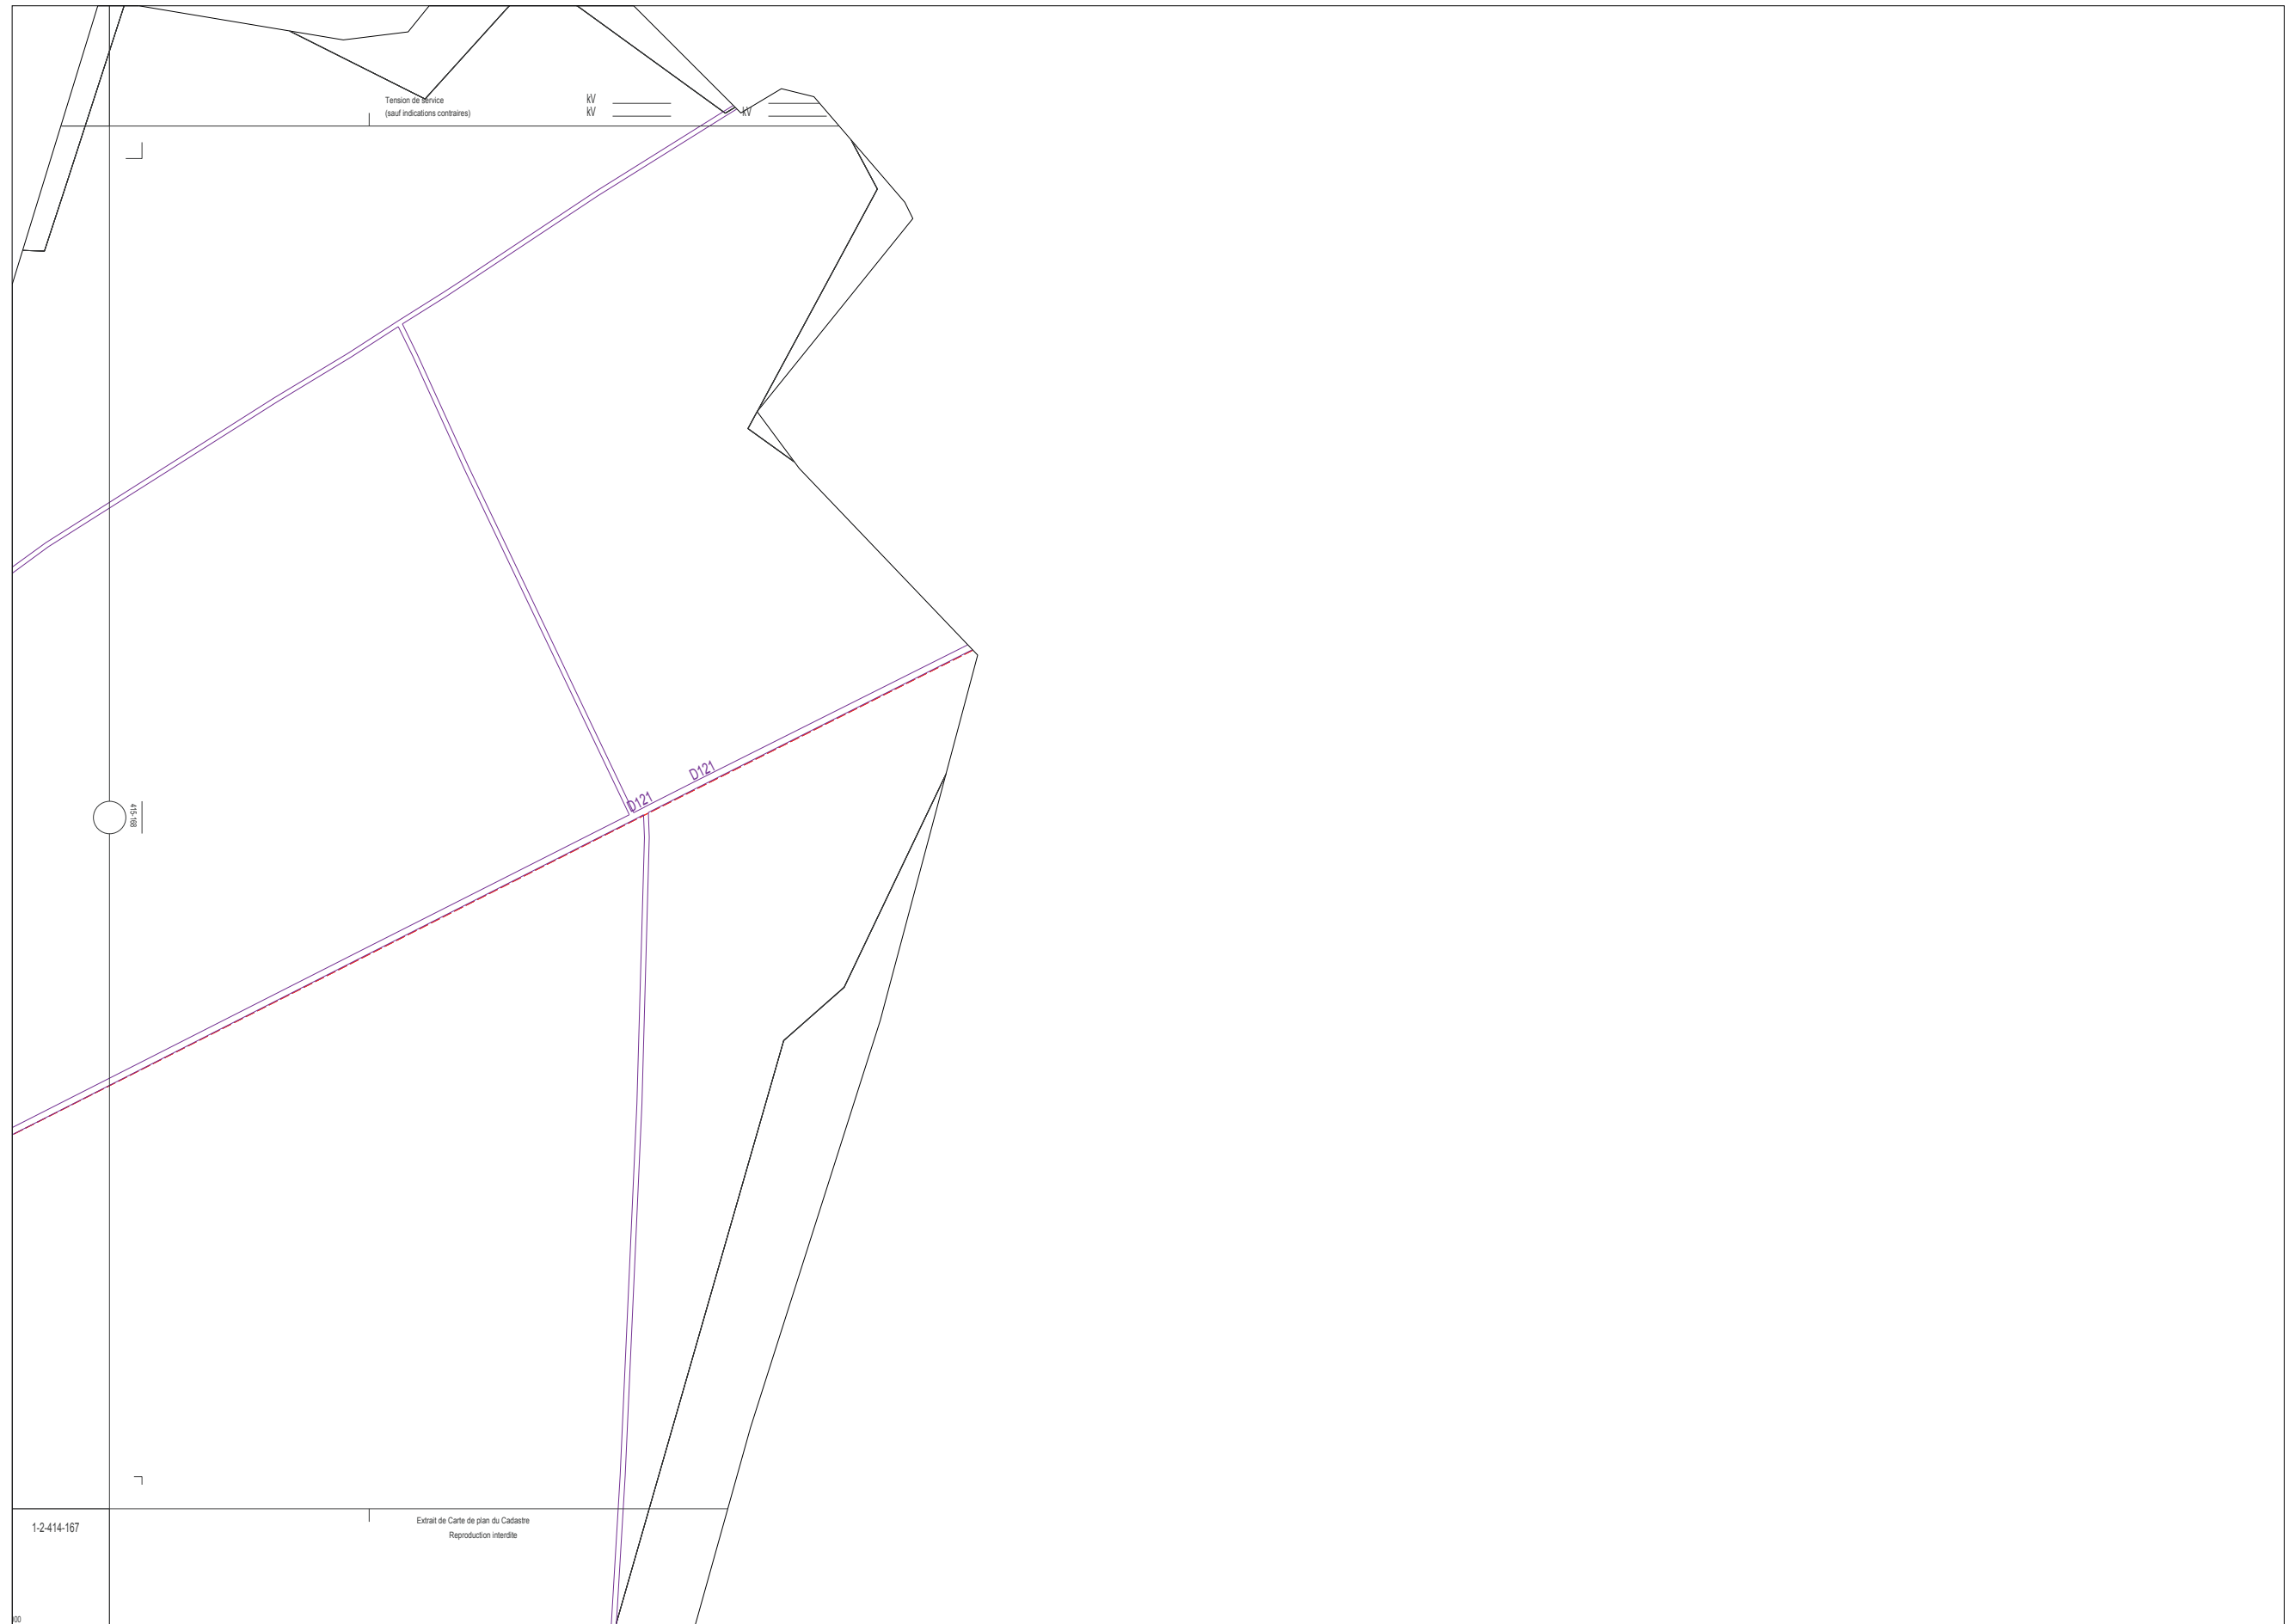 Tension de service
(sauf indications contraires)
kV
kV
kV
D121
D121
415-168
1-2-414-167
Extrait de Carte de plan du Cadastre
Reproduction interdite